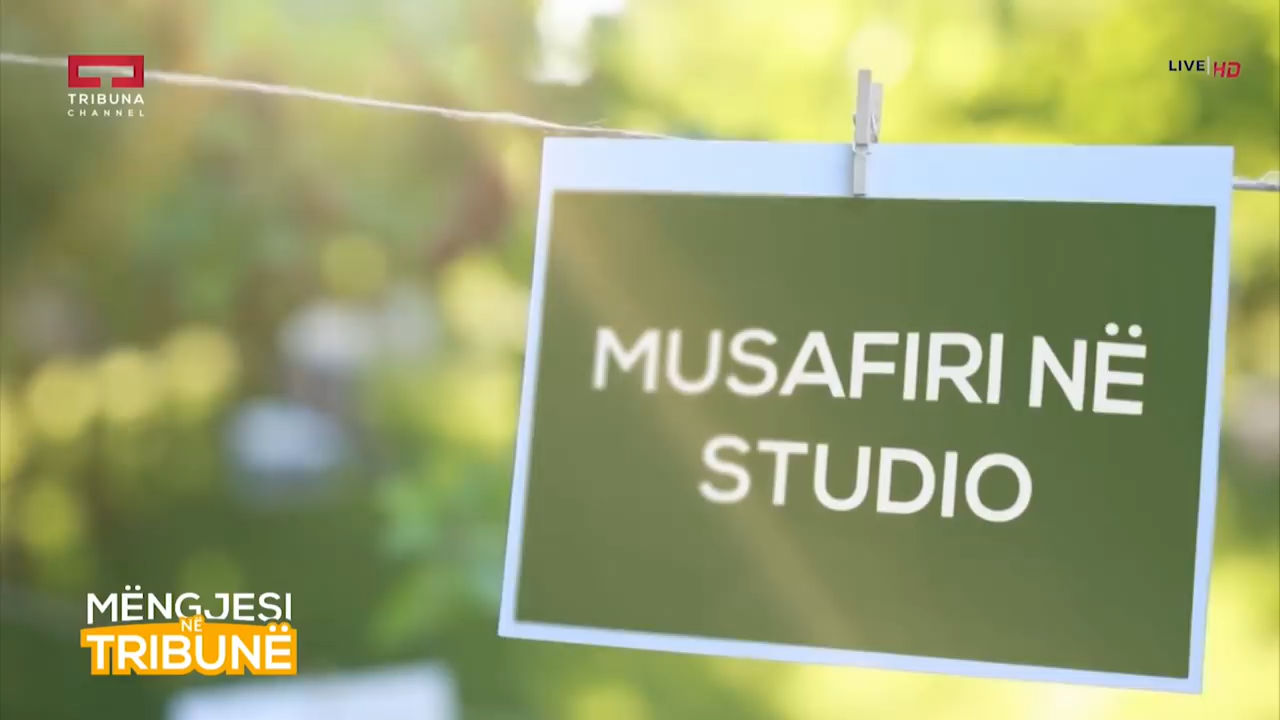 TRIBUNA
CHANNEL
LIVE HD
MUSAFIRI NË
STUDIO
MËNGJESI
NË
TRIBUNË